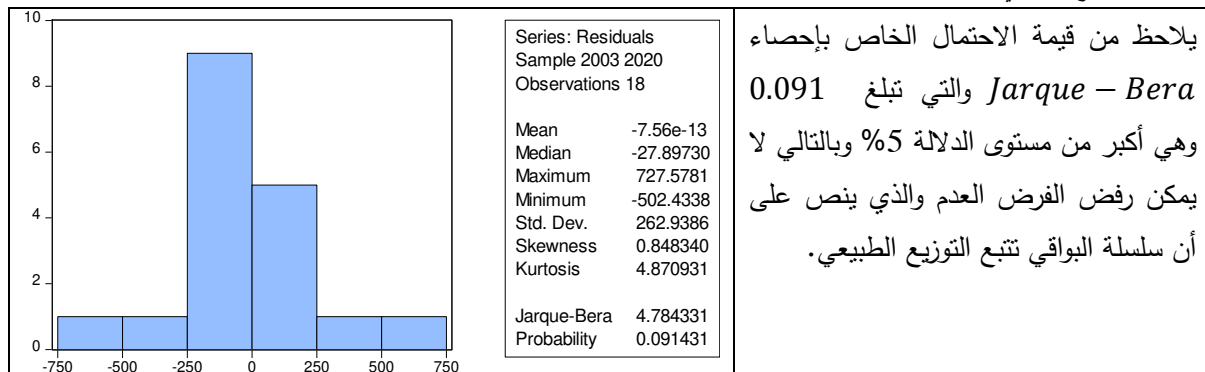 يلاحظ من قيمة الاحتمال الخاص بإحصاء
Jarque − Bera والتي تبلغ 0.091
وهي أكبر من مستوى الدلالة 5% وبالتالي لا
يمكن رفض الفرض العدم والذي ينص على
أن سلسلة البواقي تتبع التوزيع الطبيعي.
10
8
6
4
2
0
-750 -500 -250 0 250 500 750
Series: Residuals
Sample 2003 2020
Observations 18
Mean -7.56e-13
Median -27.89730
Maximum 727.5781
Minimum -502.4338
Std. Dev. 262.9386
Skewness 0.848340
Kurtosis 4.870931
Jarque-Bera 4.784331
Probability 0.091431